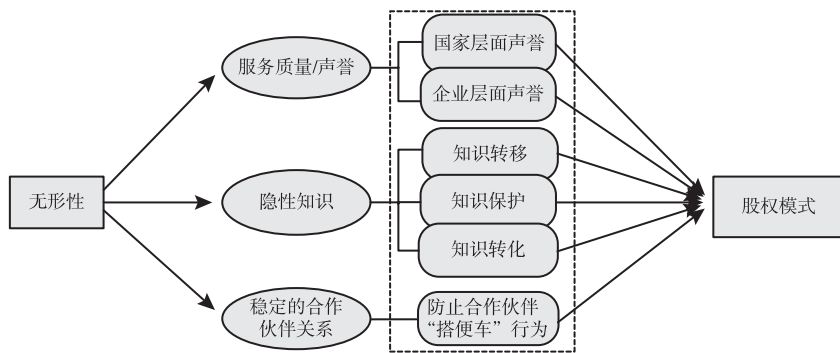 无形性
服务质量/声誉
隐性知识
稳定的合作
伙伴关系
国家层面声誉
企业层面声誉
知识转移
知识保护
知识转化
防止合作伙伴
“搭便车”行为
股权模式